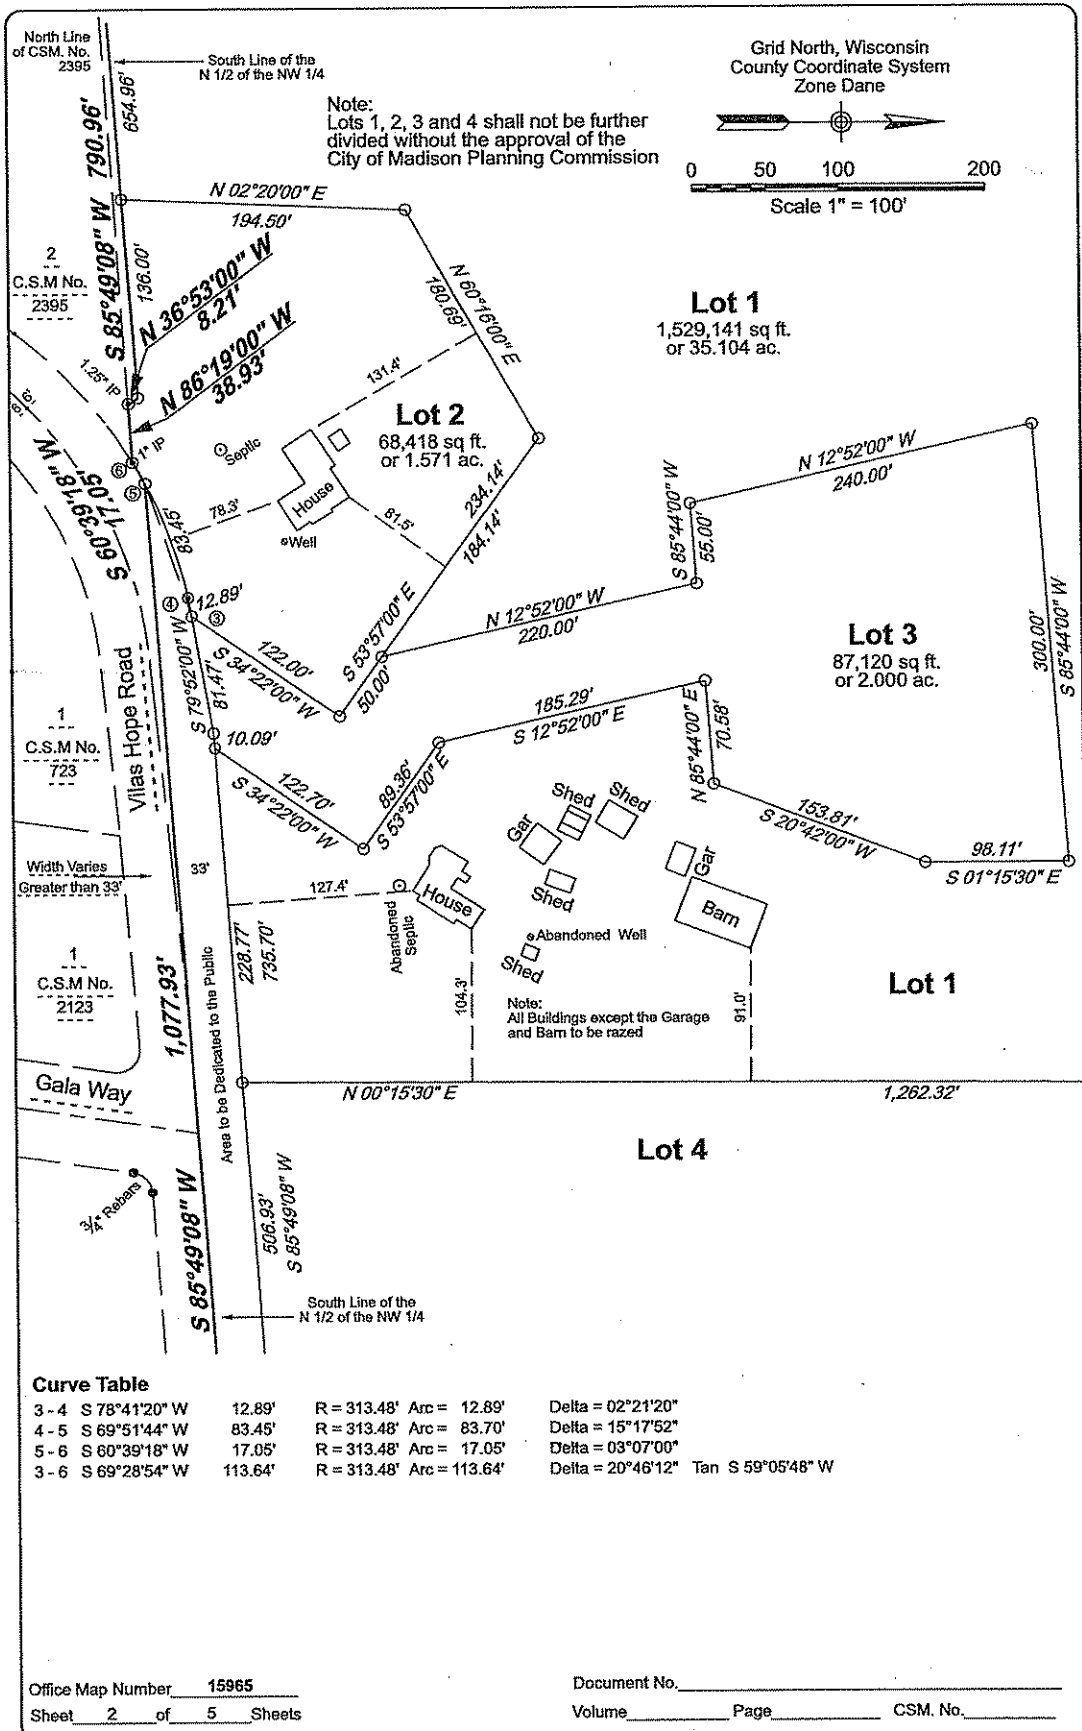 North Line
of CSM. No.
2395
South Line of the
N 1/2 of the NW 1/4
Grid North, Wisconsin
County Coordinate System
Zone Dane
Note:
Lots 1, 2, 3 and 4 shall not be further
divided without the approval of the
City of Madison Planning Commission
0 50 100 200
Scale 1" = 100'
654.96'
S 85°49'08" W 790.96'
136.00'
N 02°20'00" E
194.50'
N 36°53'00" W
8.21'
N 86°19'00" W
38.93'
2
C.S.M No.
2395
1.25" IP
1" IP
N 60°16'00" E
180.69'
131.4'
Lot 1
1,529,141 sq ft.
or 35.104 ac.
Lot 2
68,418 sq ft.
or 1.571 ac.
Septic
House
Well
78.3'
81.5'
S 60°39'18" W
17.05'
6
5
83.45'
4
12.89'
3
234.14'
184.14'
S 53°57'00" E
50.00'
122.00'
S 34°22'00" W
N 12°52'00" W
240.00'
S 85°44'00" W
55.00'
N 12°52'00" W
220.00'
Lot 3
87,120 sq ft.
or 2.000 ac.
300.00'
S 85°44'00" W
S 79°52'00" W
81.47'
10.09'
122.70'
S 34°22'00" W
89.36'
S 53°57'00" E
185.29'
S 12°52'00" E
N 85°44'00" E
70.58'
153.81'
S 20°42'00" W
98.11'
S 01°15'30" E
Vilas Hope Road
1
C.S.M No.
723
Width Varies
Greater than 33'
33'
1
C.S.M No.
2123
Gala Way
Shed
Shed
Gar
Shed
Gar
Barn
House
127.4'
Abandoned
Septic
Abandoned Well
Shed
104.3'
91.0'
Note:
All Buildings except the Garage
and Barn to be razed
Lot 1
228.77'
735.70'
Area to be Dedicated to the Public
1,077.93'
N 00°15'30" E
1,262.32'
Lot 4
3/4" Rebars
S 85°49'08" W
506.93'
S 85°49'08" W
South Line of the
N 1/2 of the NW 1/4
Curve Table
3 - 4 S 78°41'20" W 12.89' R = 313.48' Arc = 12.89' Delta = 02°21'20"
4 - 5 S 69°51'44" W 83.45' R = 313.48' Arc = 83.70' Delta = 15°17'52"
5 - 6 S 60°39'18" W 17.05' R = 313.48' Arc = 17.05' Delta = 03°07'00"
3 - 6 S 69°28'54" W 113.64' R = 313.48' Arc = 113.64' Delta = 20°46'12" Tan S 59°05'48" W
Office Map Number 15965
Sheet 2 of 5 Sheets
Document No.
Volume Page CSM. No.